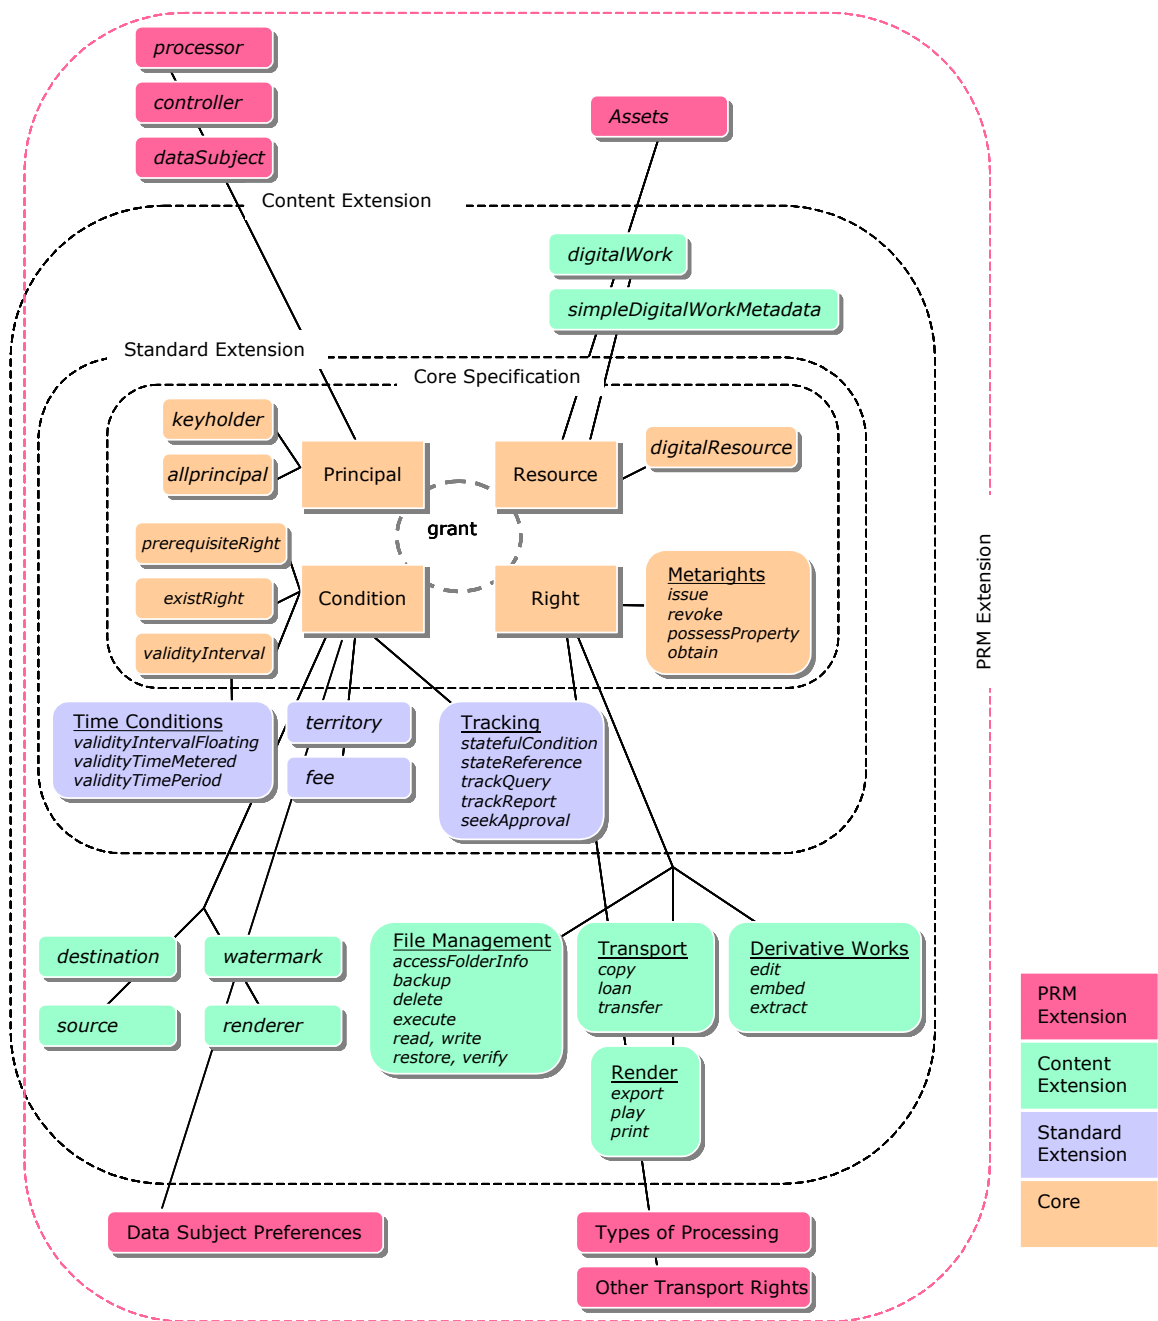 processor
controller
dataSubject
Assets
Content Extension
digitalWork
simpleDigitalWorkMetadata
Standard Extension
Core Specification
keyholder
allprincipal
Principal
Resource
digitalResource
grant
prerequisiteRight
existRight
validityInterval
Condition
Right
Metarights
issue
revoke
possessProperty
obtain
PRM Extension
Time Conditions
validityIntervalFloating
validityTimeMetered
validityTimePeriod
territory
fee
Tracking
statefulCondition
stateReference
trackQuery
trackReport
seekApproval
destination
watermark
source
renderer
File Management
accessFolderInfo
backup
delete
execute
read, write
restore, verify
Transport
copy
loan
transfer
Derivative Works
edit
embed
extract
Render
export
play
print
Data Subject Preferences
Types of Processing
Other Transport Rights
PRM
Extension
Content
Extension
Standard
Extension
Core